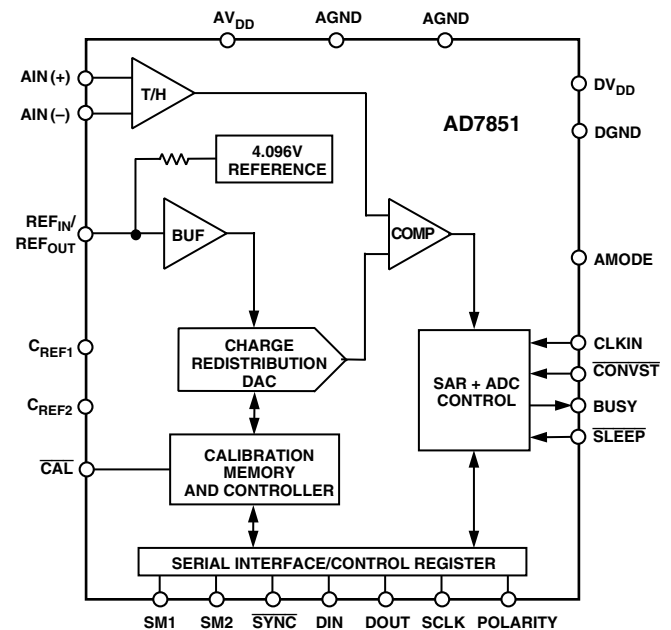 AVDD AGND AGND
AIN(+)
T/H
AIN(–)
AD7851
DVDD
DGND
4.096V
REFERENCE
REFIN/
REFOUT
BUF
COMP
AMODE
CREF1
CHARGE
REDISTRIBUTION
DAC
CREF2
CAL
CALIBRATION
MEMORY
AND CONTROLLER
SAR + ADC
CONTROL
CLKIN
CONVST
BUSY
SLEEP
SERIAL INTERFACE/CONTROL REGISTER
SM1 SM2 SYNC DIN DOUT SCLK POLARITY